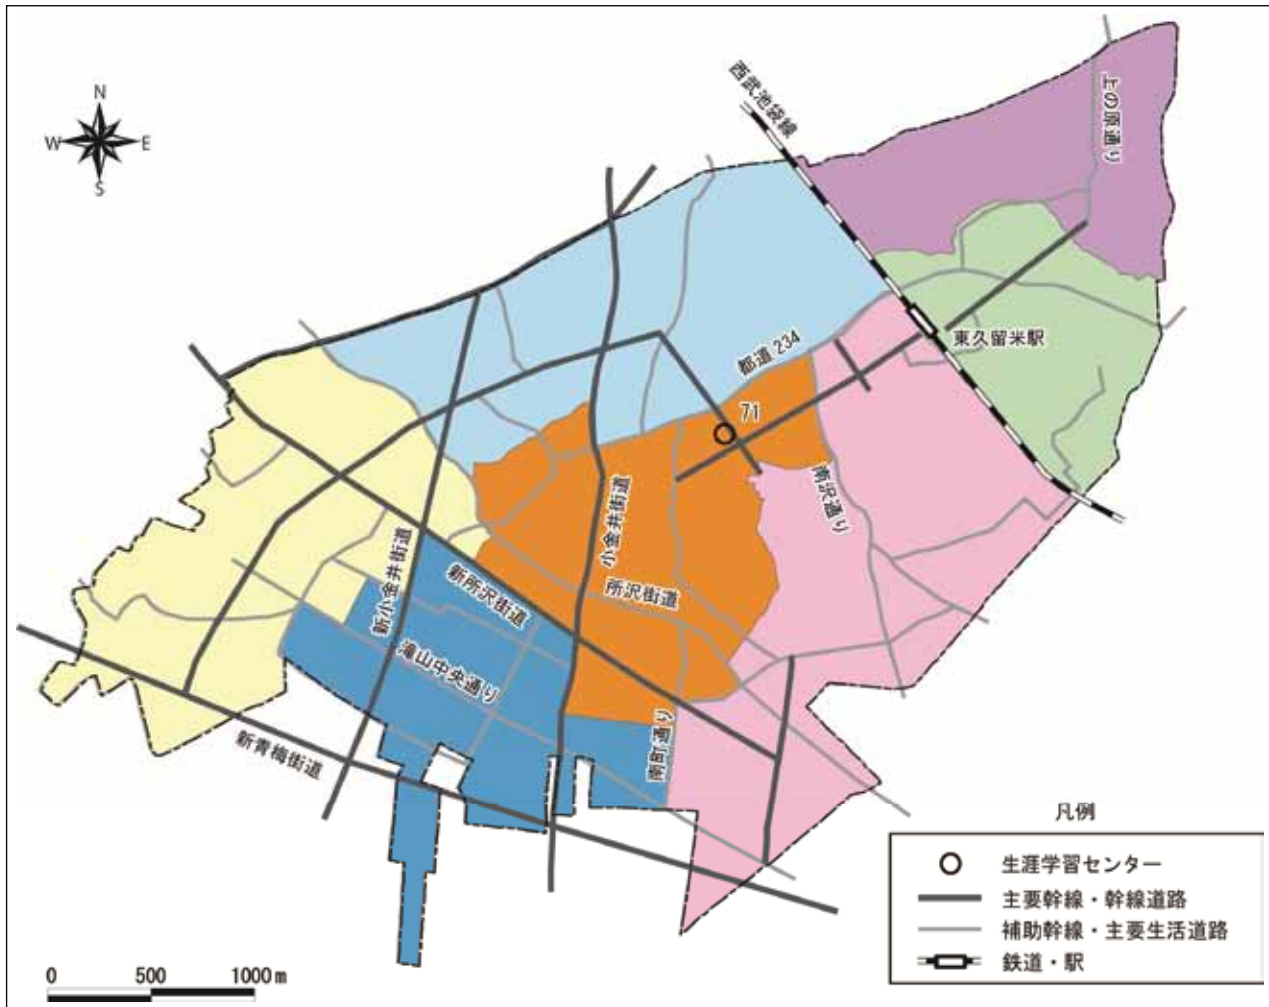 N
W
E
S
西武池袋線
上の原通り
東久留米駅
都道234
71
南沢通り
小金井街道
所沢街道
新所沢街道
新小金井街道
滝山中央通り
南町通り
新青梅街道
凡例
生涯学習センター
主要幹線・幹線道路
補助幹線・主要生活道路
鉄道・駅
0 500 1000m